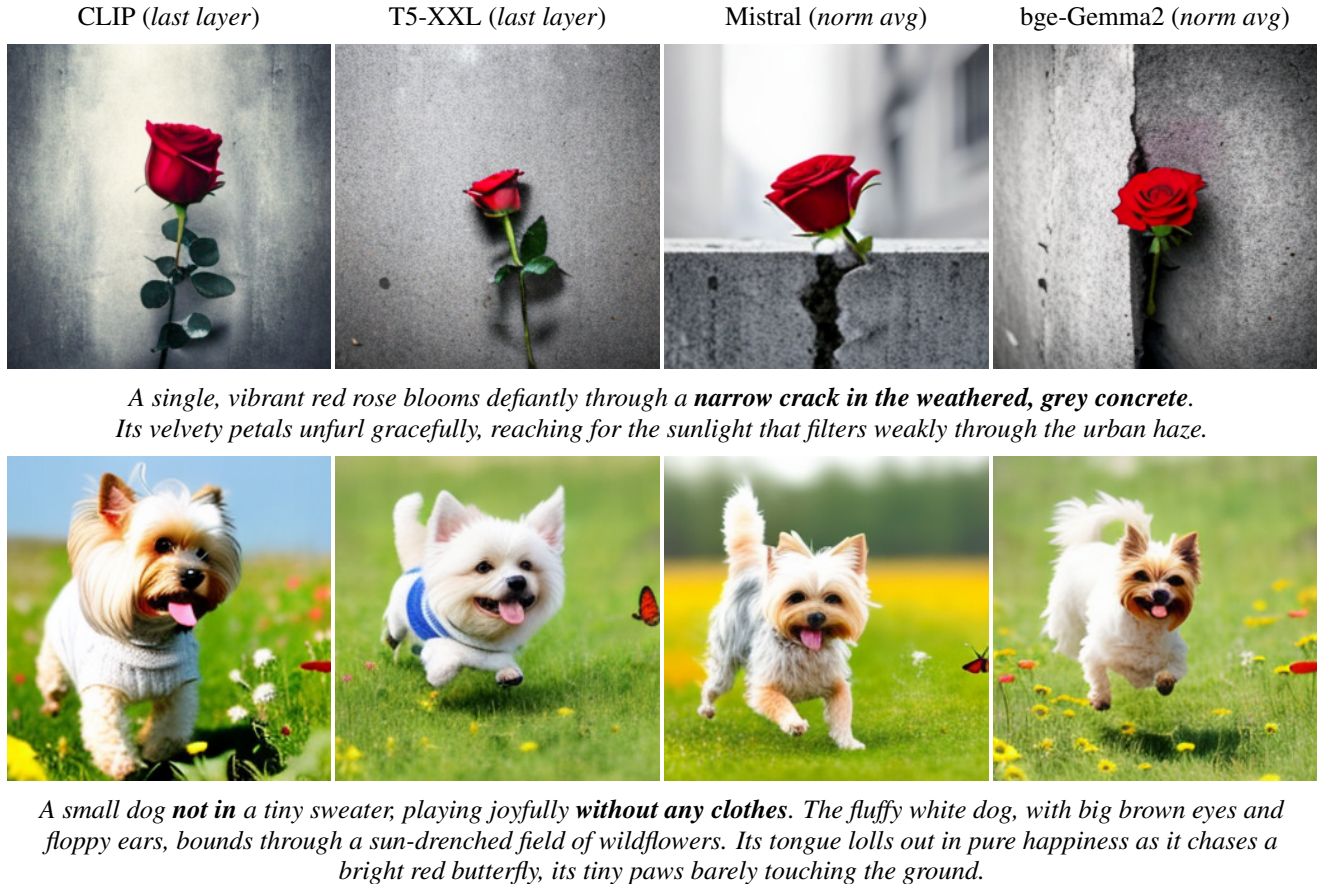 CLIP (last layer) T5-XXL (last layer) Mistral (norm avg) bge-Gemma2 (norm avg)
A single, vibrant red rose blooms defiantly through a narrow crack in the weathered, grey concrete.
Its velvety petals unfurl gracefully, reaching for the sunlight that filters weakly through the urban haze.
A small dog not in a tiny sweater, playing joyfully without any clothes. The fluffy white dog, with big brown eyes and
floppy ears, bounds through a sun-drenched field of wildflowers. Its tongue lolls out in pure happiness as it chases a
bright red butterfly, its tiny paws barely touching the ground.